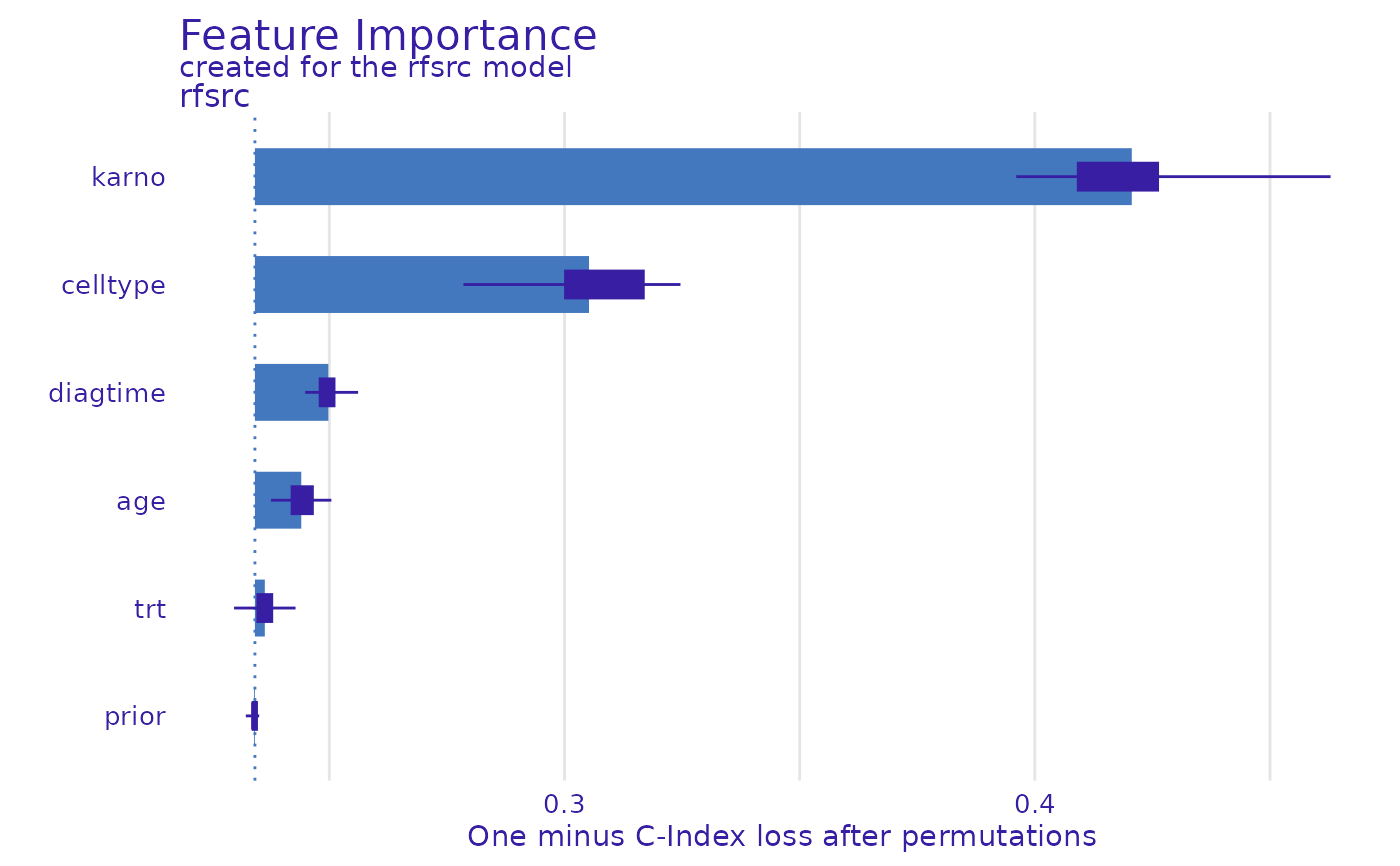 Feature Importance
created for the rfsrc model
rfsrc
karno
celltype
diagtime
age
trt
prior
0.3 0.4
One minus C-Index loss after permutations